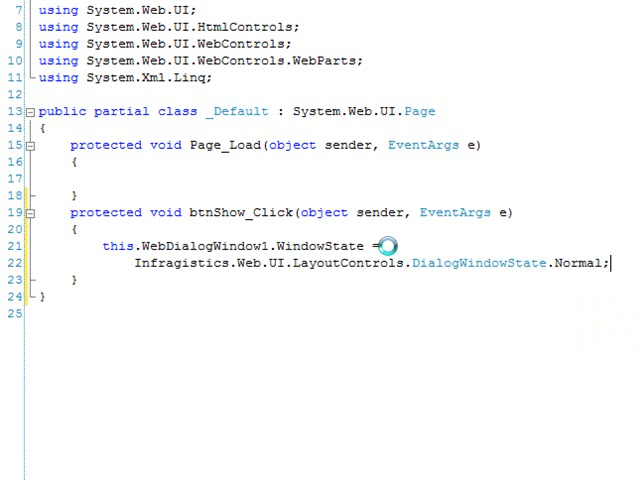 7 using System.Web.UI;
8 using System.Web.UI.HtmlControls;
9 using System.Web.UI.WebControls;
10 using System.Web.UI.WebControls.WebParts;
11 using System.Xml.Linq;
12
13 public partial class _Default : System.Web.UI.Page
14 {
15 protected void Page_Load(object sender, EventArgs e)
16 {
17
18 }
19 protected void btnShow_Click(object sender, EventArgs e)
20 {
21 this.WebDialogWindow1.WindowState =
22 Infragistics.Web.UI.LayoutControls.DialogWindowState.Normal;
23 }
24 }
25